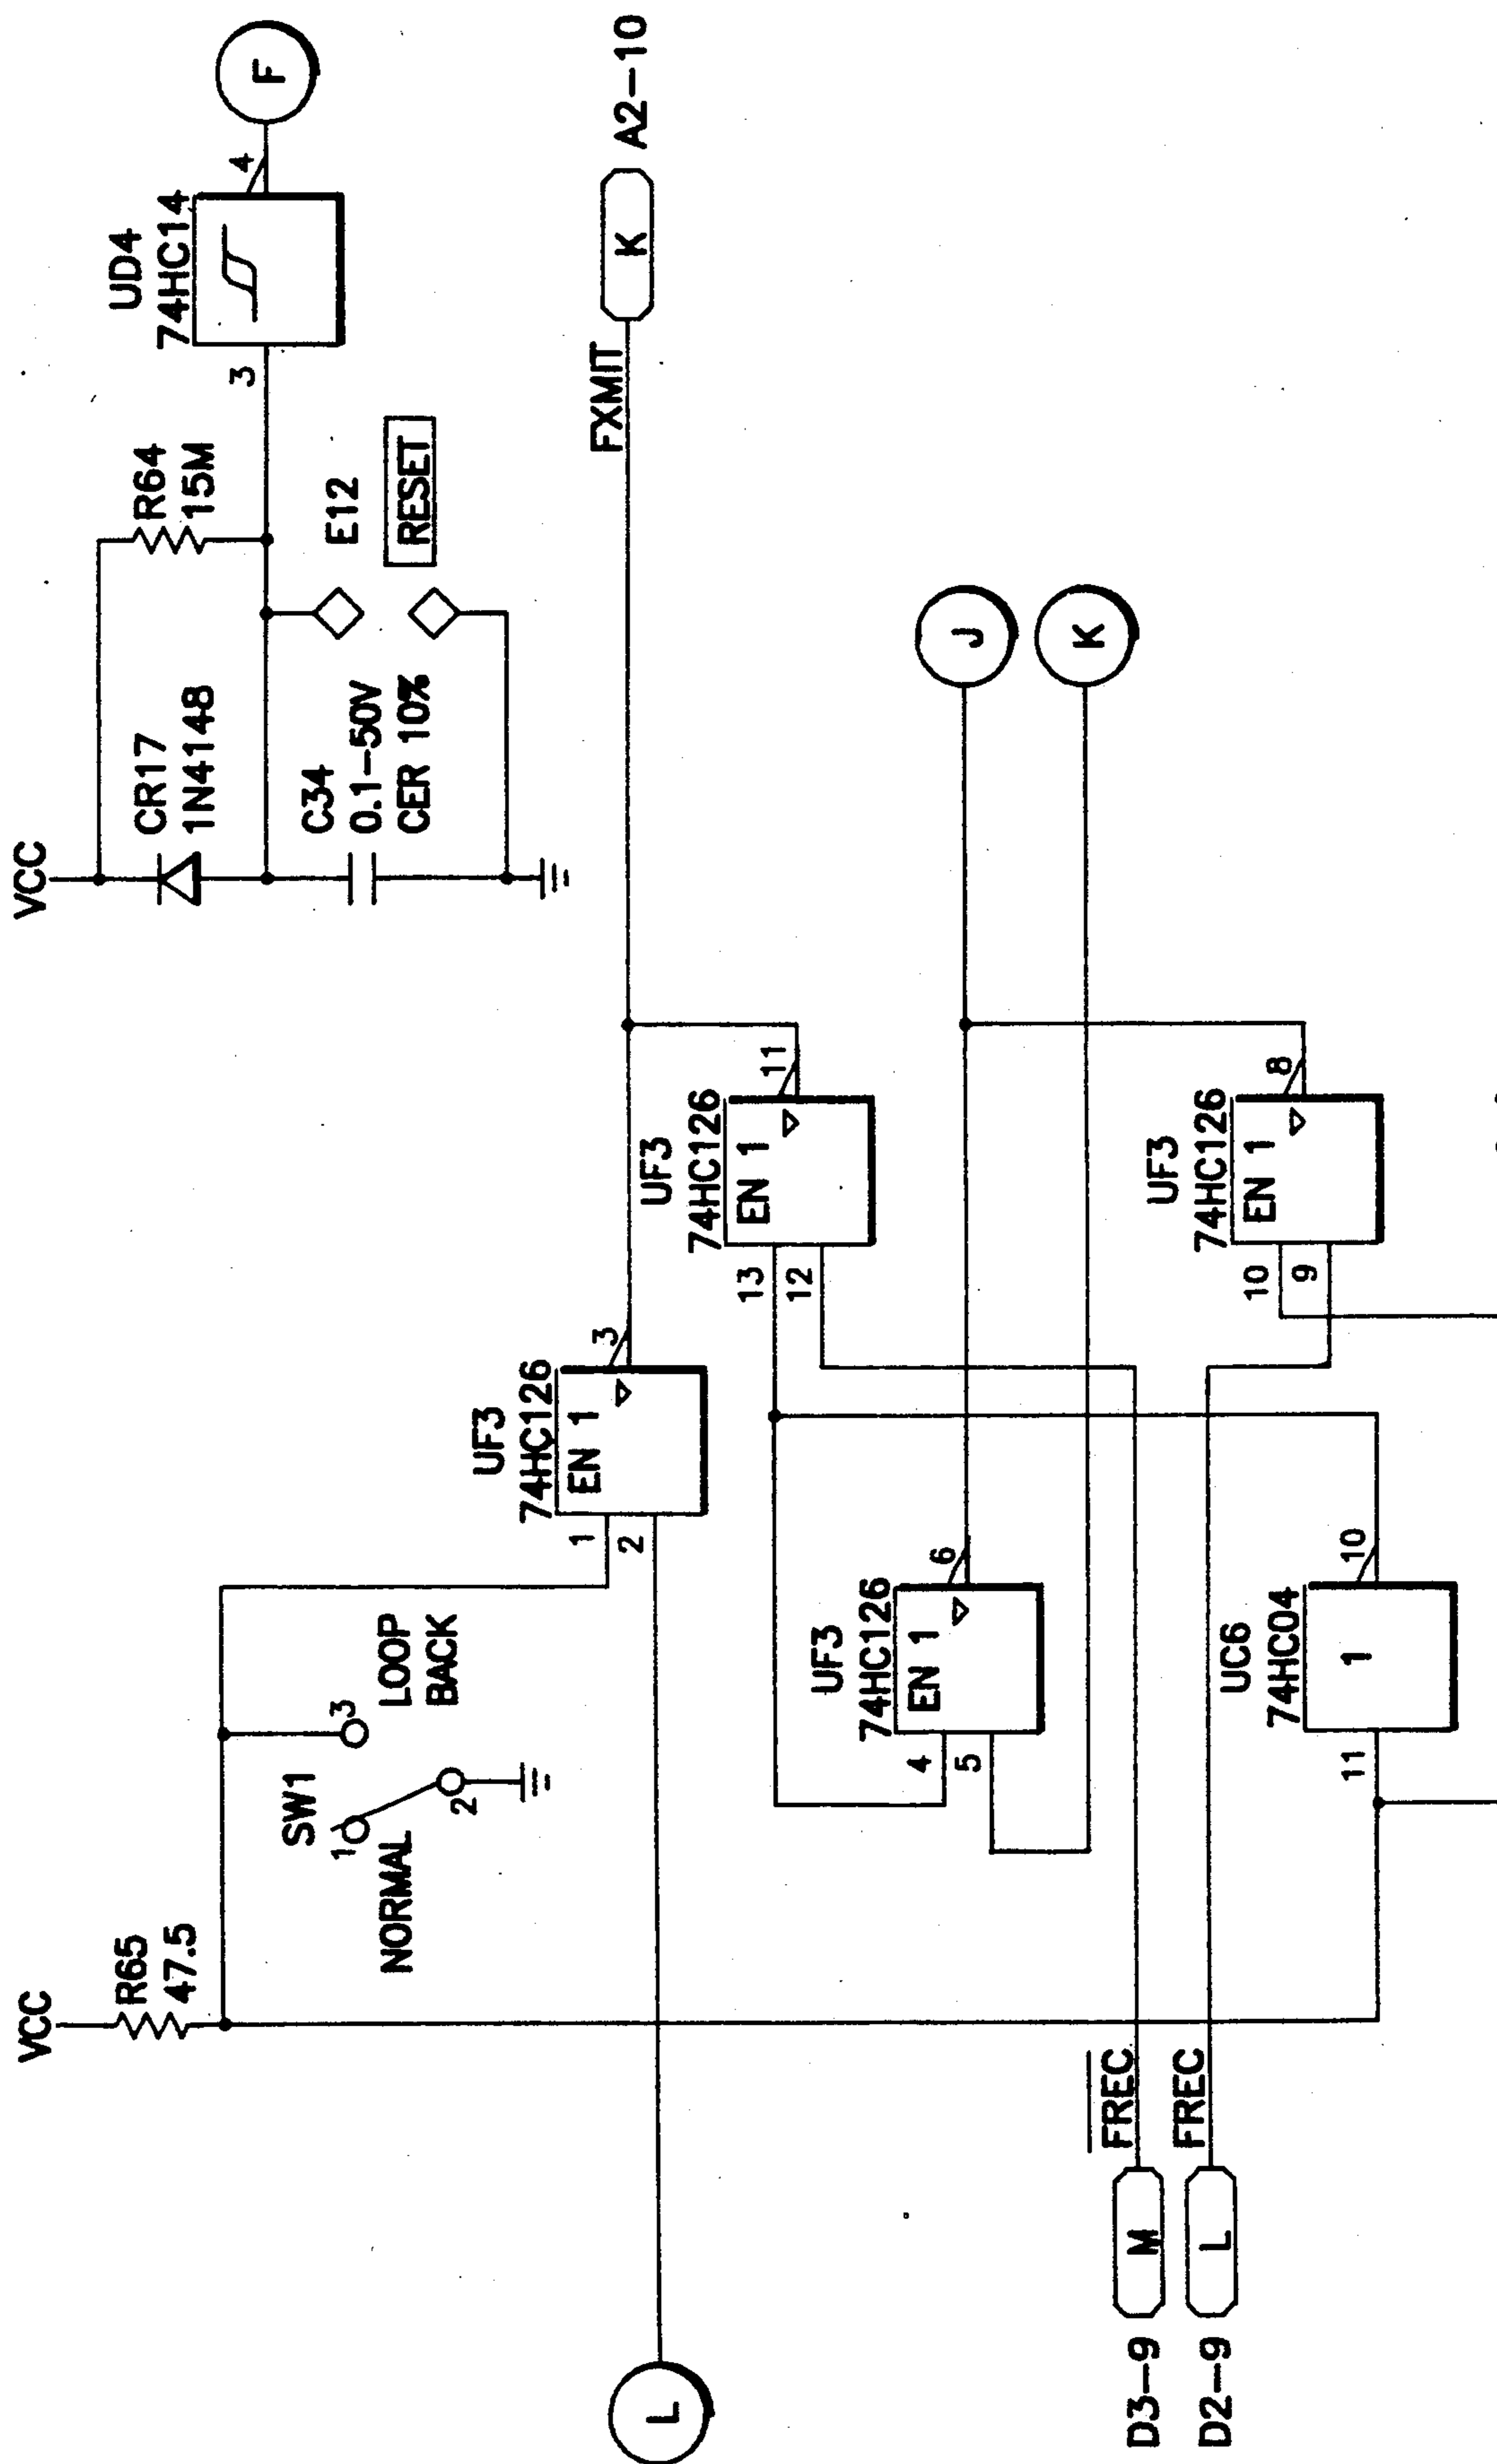 VCC
R65
47.5
SW1
1
NORMAL
2
3
LOOP
BACK
L
UF3
74HC126
EN 1
1
2
3
VCC
CR17
1N4148
R64
15M
C34
0.1-50V
CER 10%
E12
RESET
UD4
74HC14
3
4
F
FXMIT
K
A2-10
UF3
74HC126
EN 1
13
12
11
UF3
74HC126
EN 1
4
5
6
J
K
D3-9
M
FREC
D2-9
L
FREC
UC6
74HC04
1
11
10
UF3
74HC126
EN 1
10
9
8